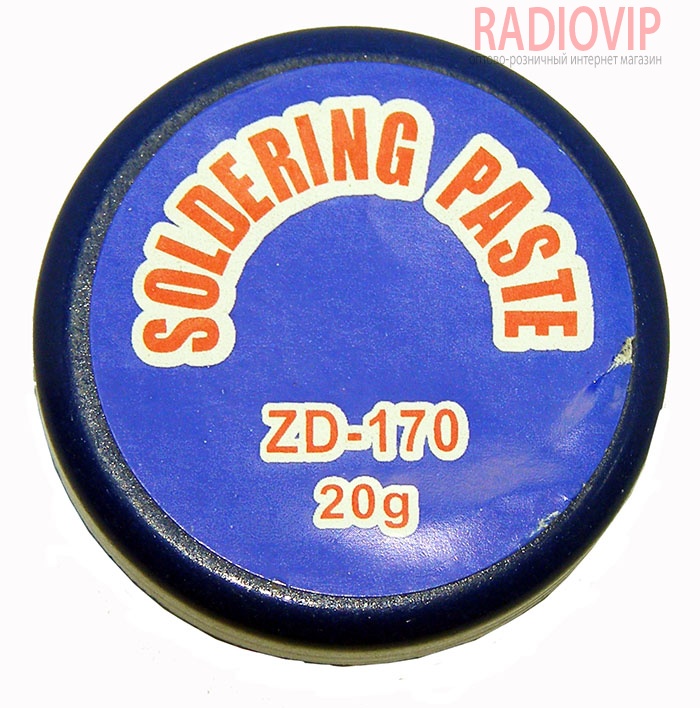 RADIOVIP
оптово-розничный интернет магазин
SOLDERING PASTE
ZD-170
20g